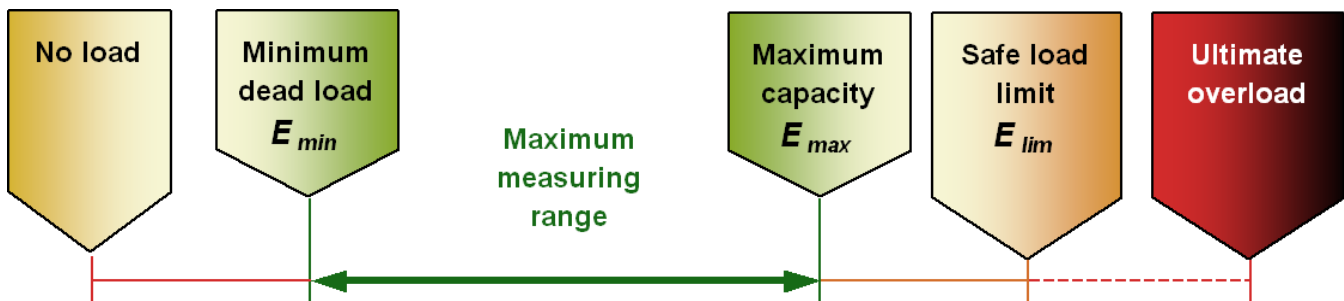 No load
Minimum
dead load
E min
Maximum
measuring
range
Maximum
capacity
E max
Safe load
limit
E lim
Ultimate
overload